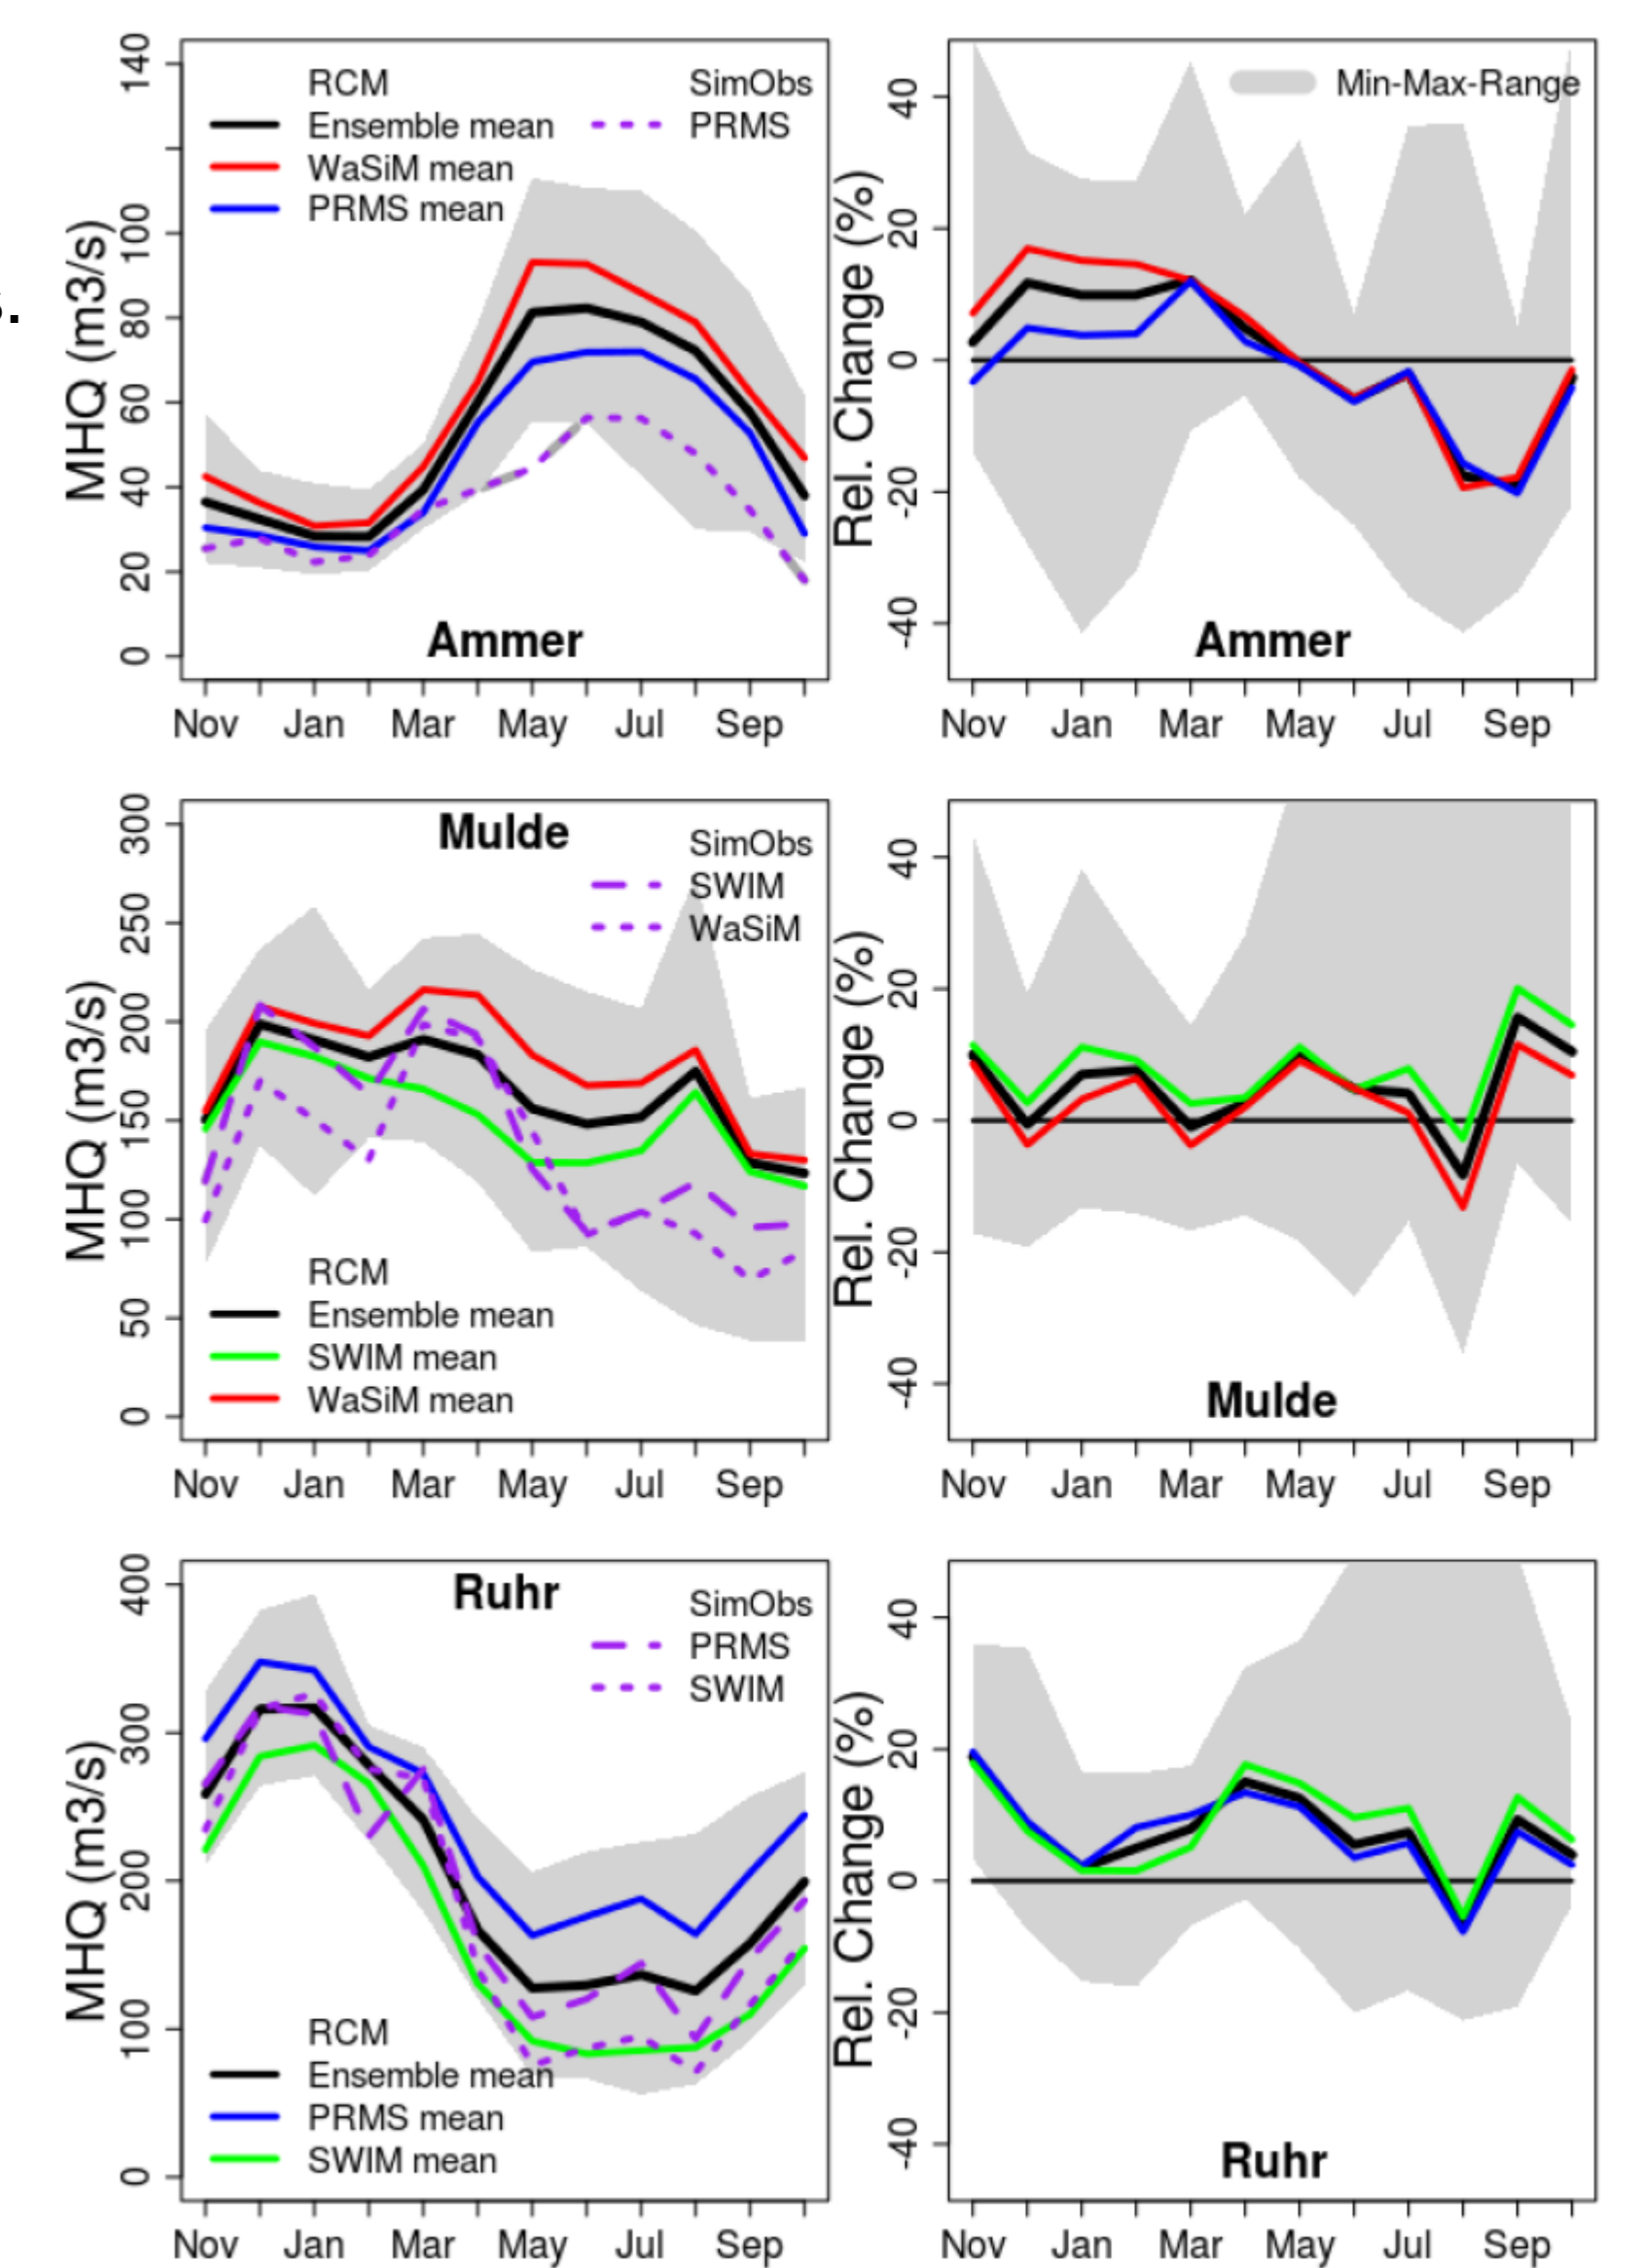 s.
140
100
80
60
40
20
0
MHQ (m3/s)
RCM
Ensemble mean
WaSiM mean
PRMS mean
SimObs
PRMS
Ammer
Nov Jan Mar May Jul Sep
40
20
0
-20
-40
Rel. Change (%)
Min-Max-Range
Ammer
Nov Jan Mar May Jul Sep
300
250
200
150
100
50
0
MHQ (m3/s)
Mulde
SimObs
SWIM
WaSiM
RCM
Ensemble mean
SWIM mean
WaSiM mean
Nov Jan Mar May Jul Sep
40
20
0
-20
-40
Rel. Change (%)
Mulde
Nov Jan Mar May Jul Sep
400
300
200
100
0
MHQ (m3/s)
Ruhr
SimObs
PRMS
SWIM
RCM
Ensemble mean
PRMS mean
SWIM mean
Nov Jan Mar May Jul Sep
40
20
0
-20
-40
Rel. Change (%)
Ruhr
Nov Jan Mar May Jul Sep